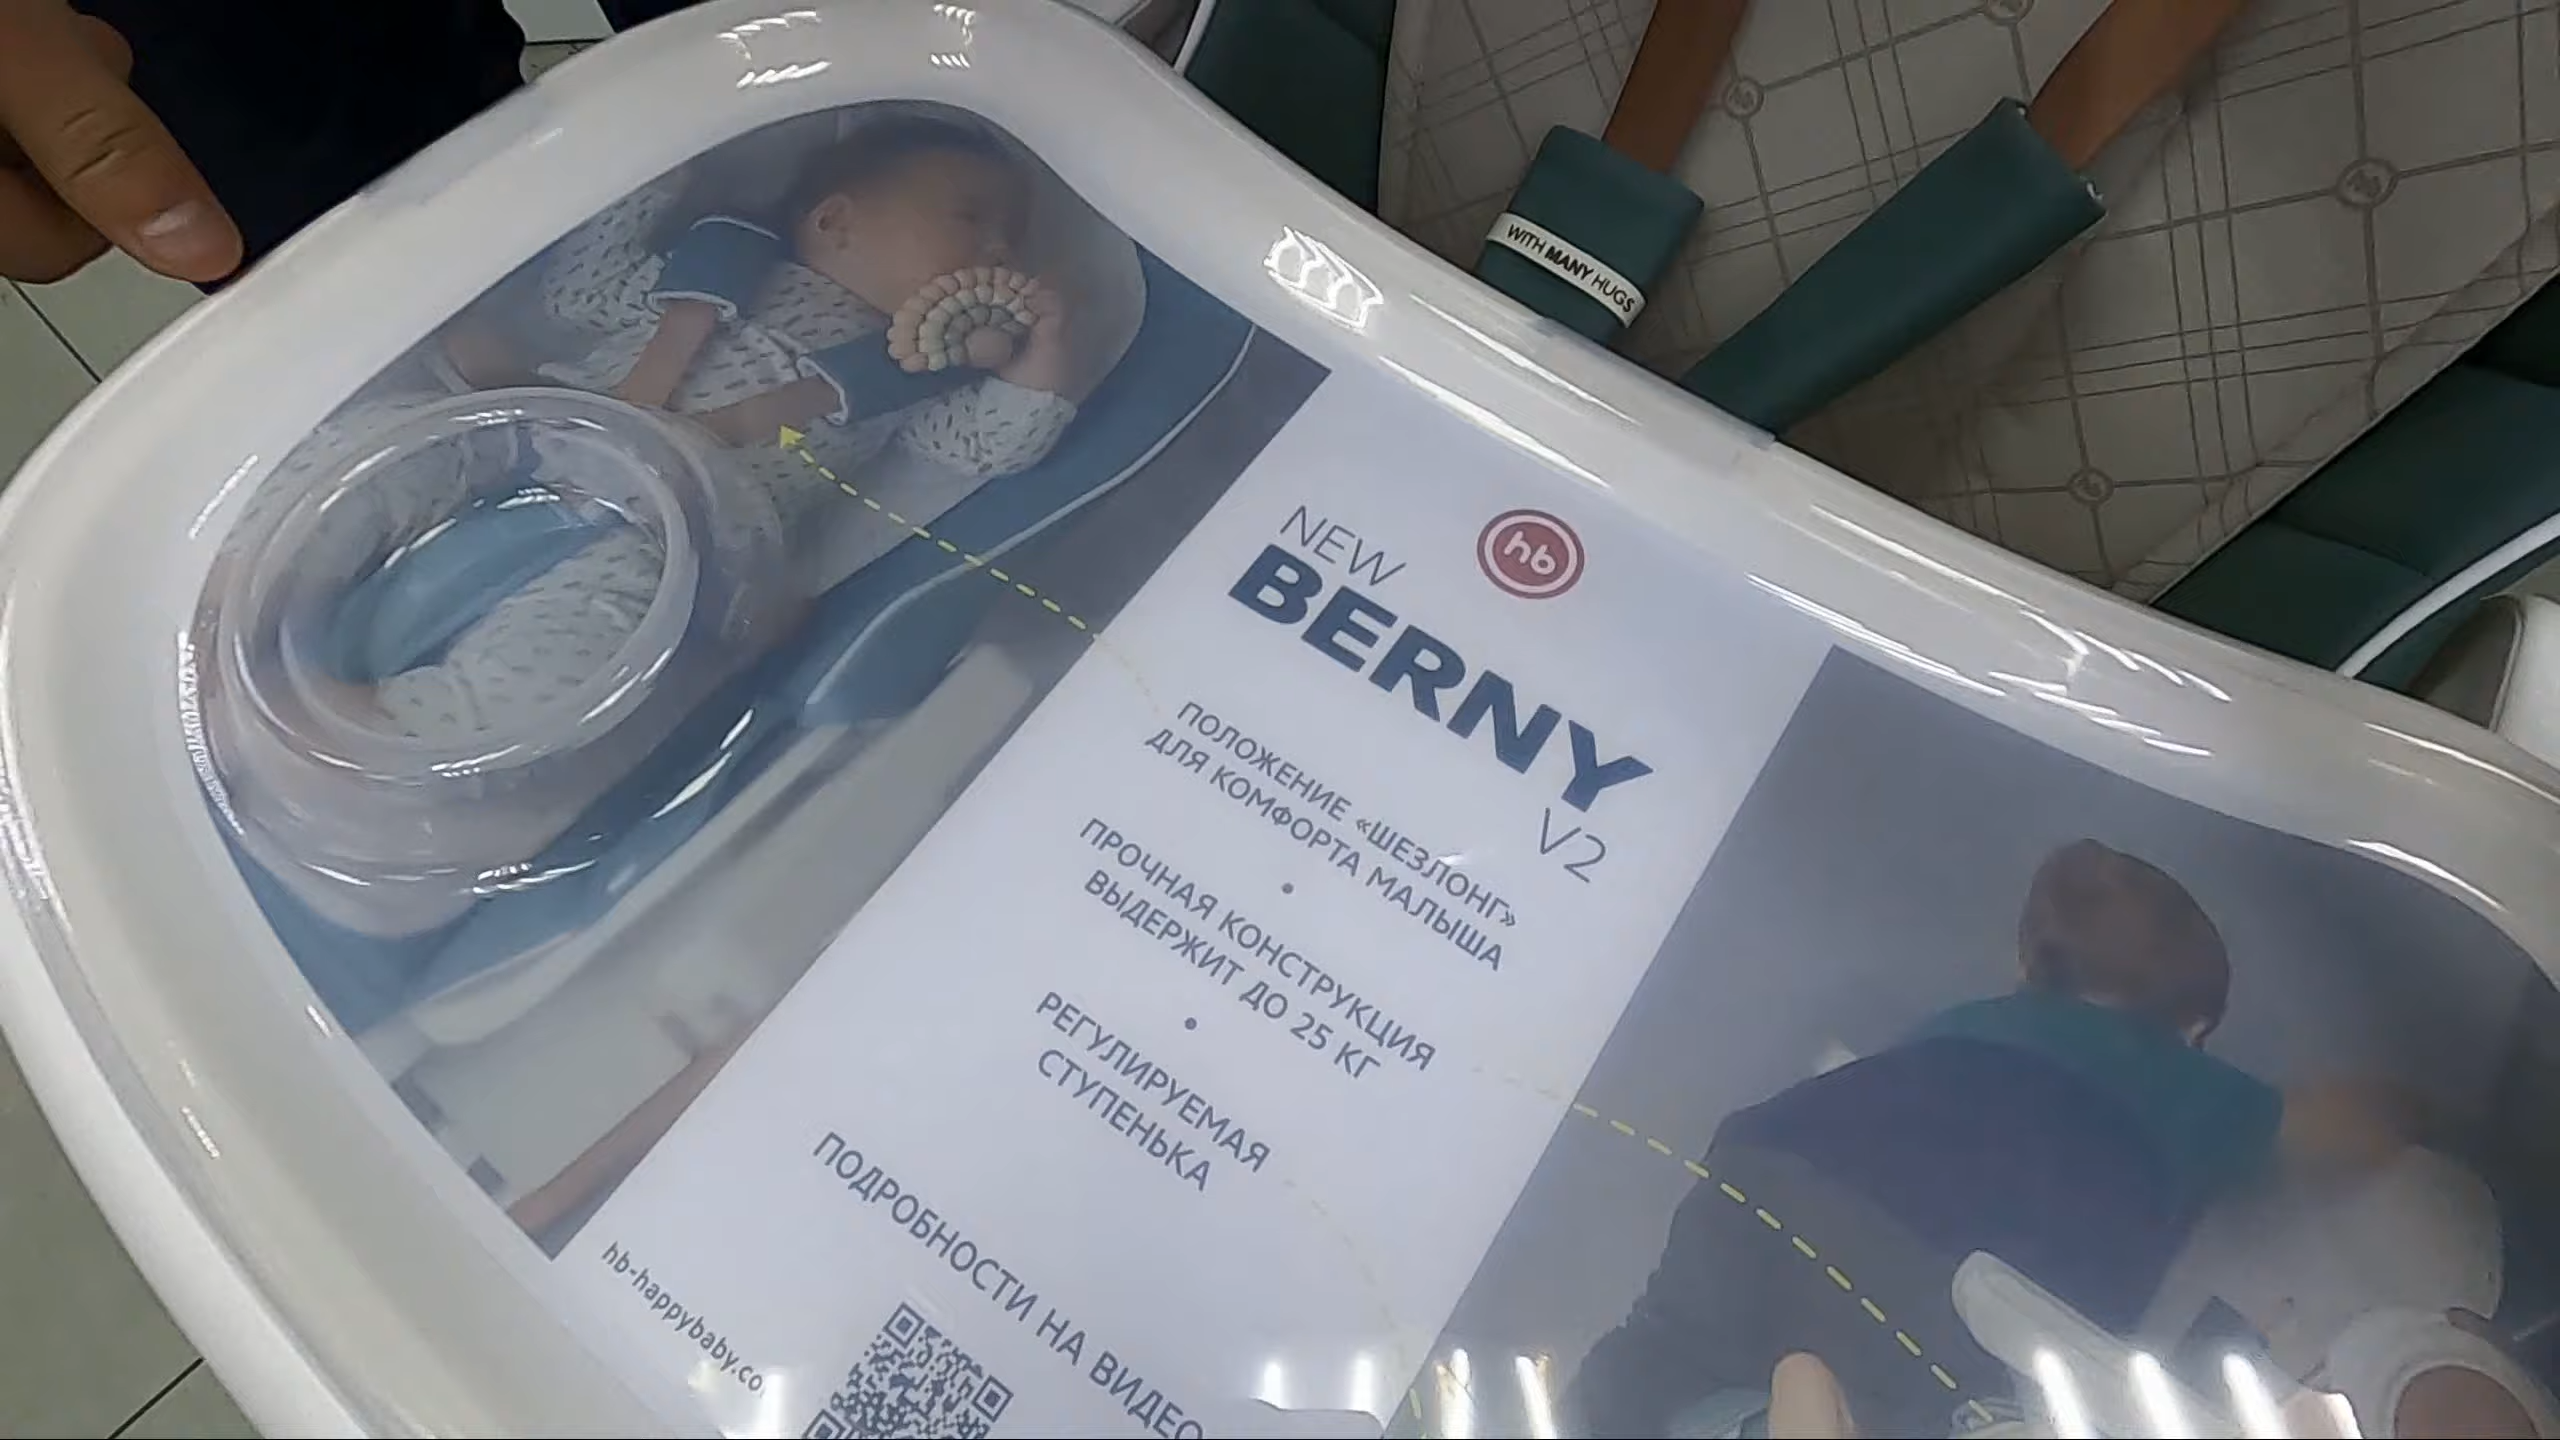 WITH MANY HUGS
hb
NEW
BERNY
V2
ПОЛОЖЕНИЕ «ШЕЗЛОНГ»
ДЛЯ КОМФОРТА МАЛЫША
•
ПРОЧНАЯ КОНСТРУКЦИЯ
ВЫДЕРЖИТ ДО 25 КГ
•
РЕГУЛИРУЕМАЯ
СТУПЕНЬКА
ПОДРОБНОСТИ НА ВИДЕО
hb-happybaby.co